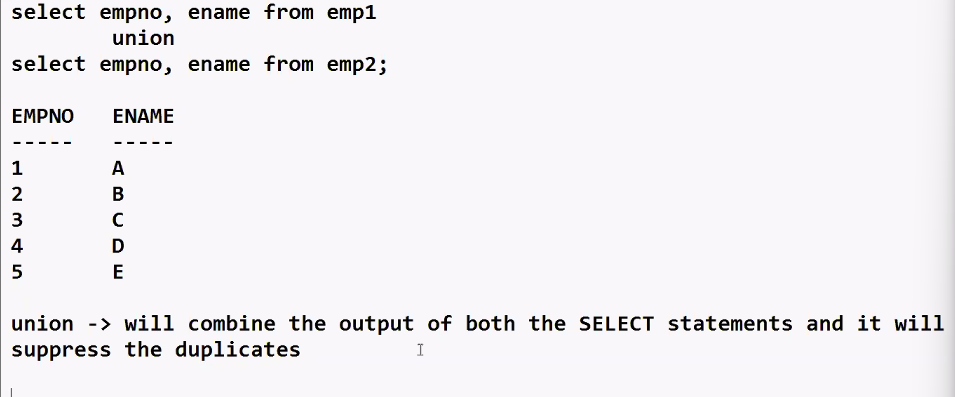 select empno, ename from emp1
union
select empno, ename from emp2;
EMPNO ENAME
----- -----
1 A
2 B
3 C
4 D
5 E
union -> will combine the output of both the SELECT statements and it will
suppress the duplicates